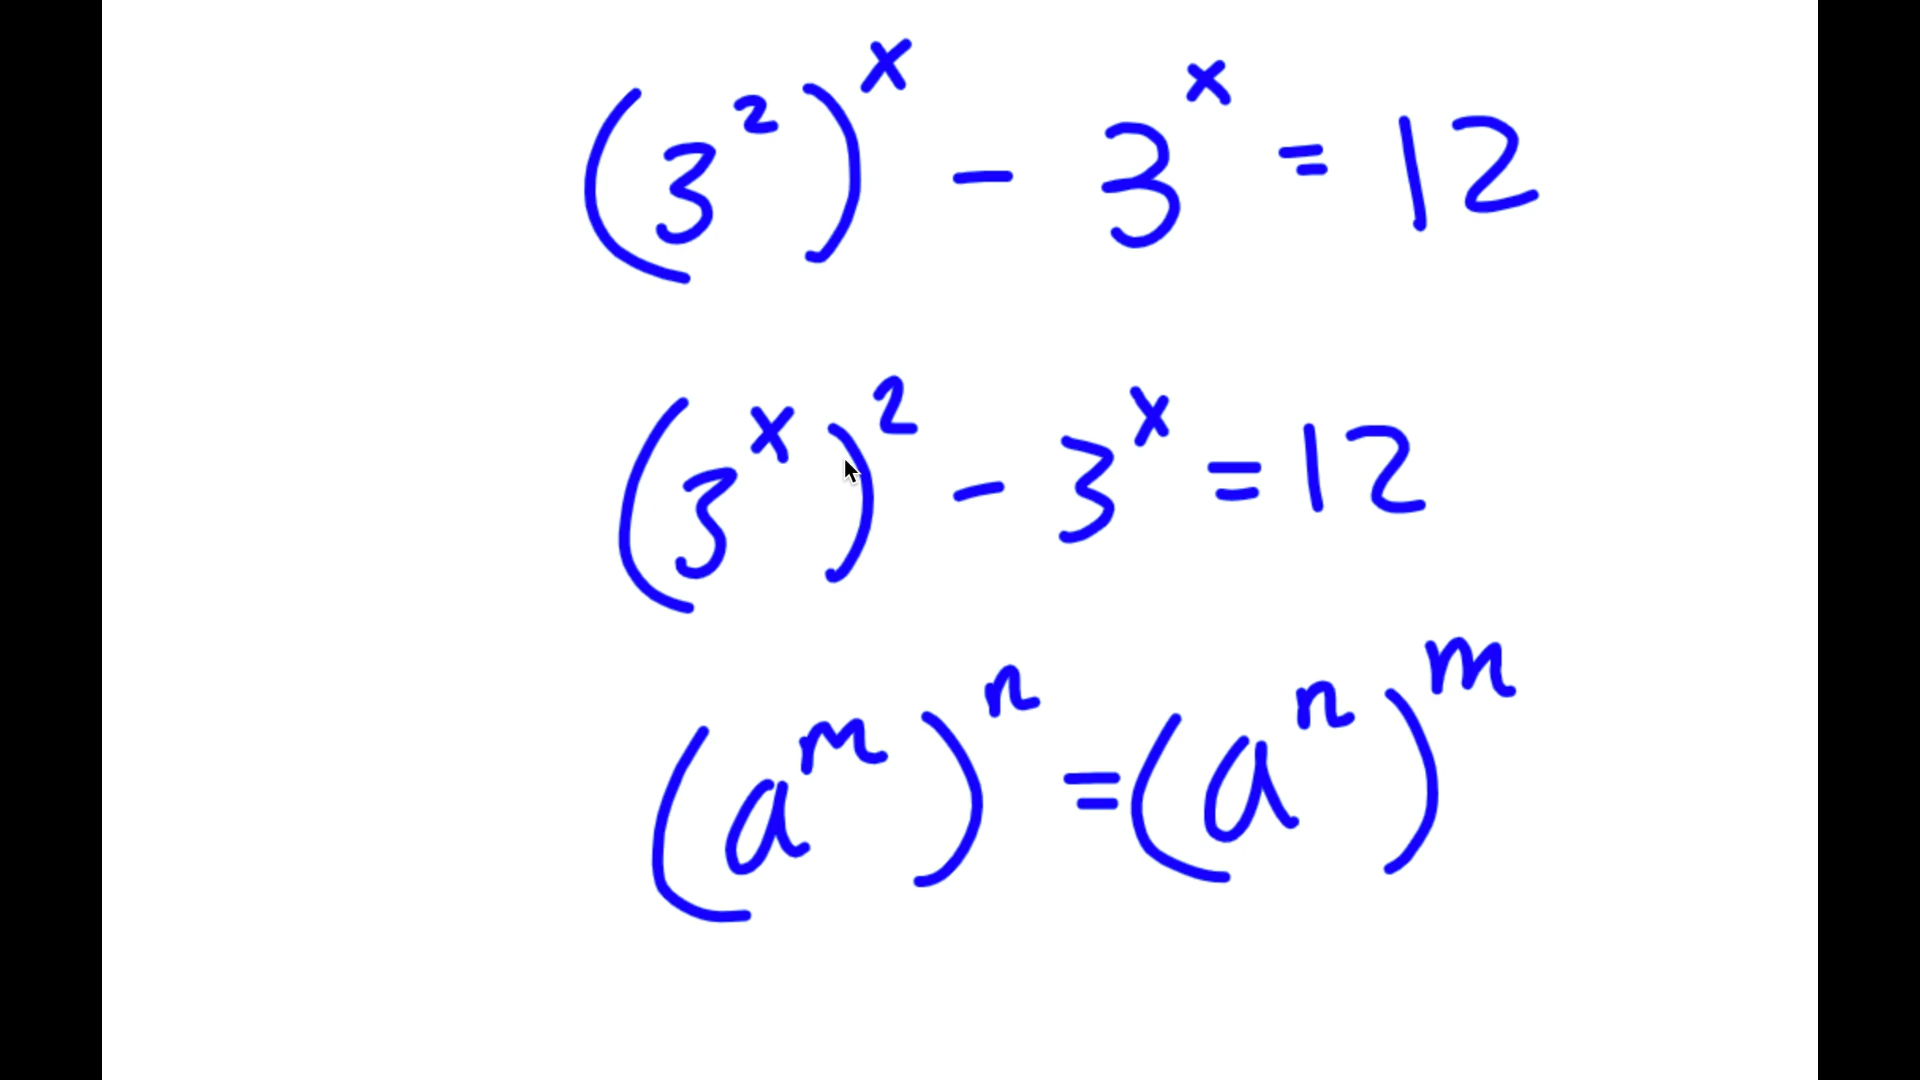 (3²)ˣ - 3ˣ = 12
(3ˣ)² - 3ˣ = 12
(aᵐ)ⁿ = (aⁿ)ᵐ